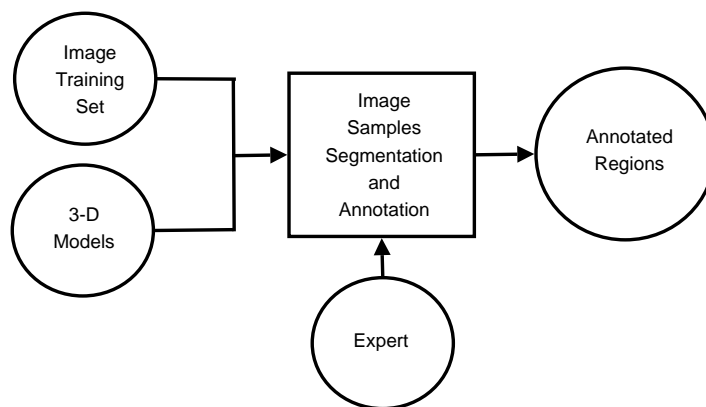 Image
Training
Set
3-D
Models
Image
Samples
Segmentation
and
Annotation
Expert
Annotated
Regions